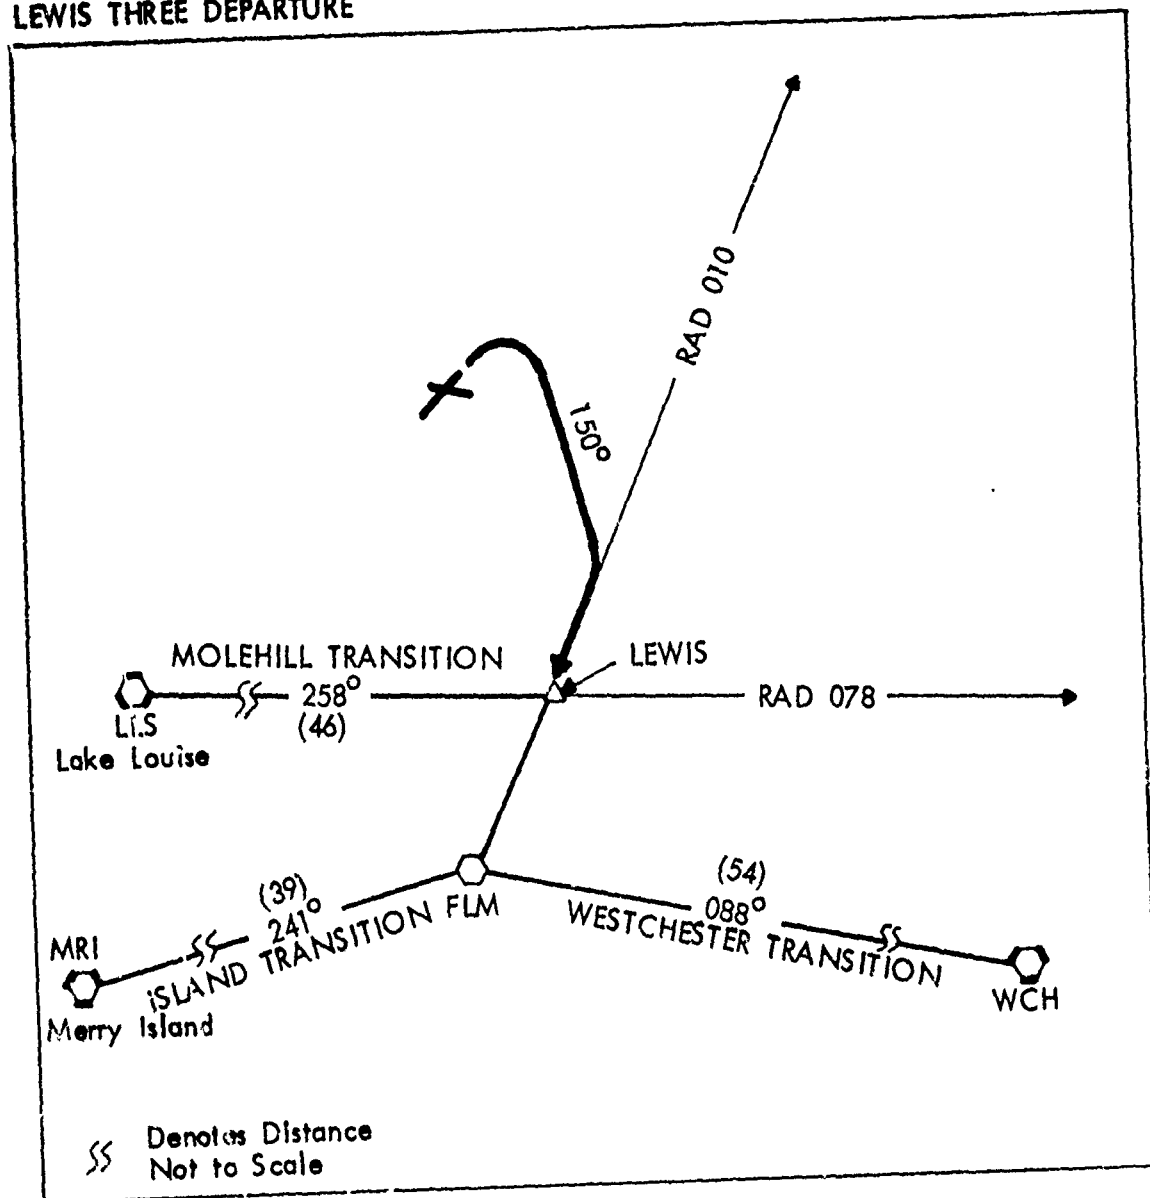 LEWIS THREE DEPARTURE
RAD 010
150°
MOLEHILL TRANSITION
LEWIS
258°
RAD 078
(46)
Lake Louise
(54)
(39)
088°
241°
FLM
WESTCHESTER TRANSITION
ISLAND TRANSITION
MRI
WCH
Merry Island
Denotes Distance
Not to Scale